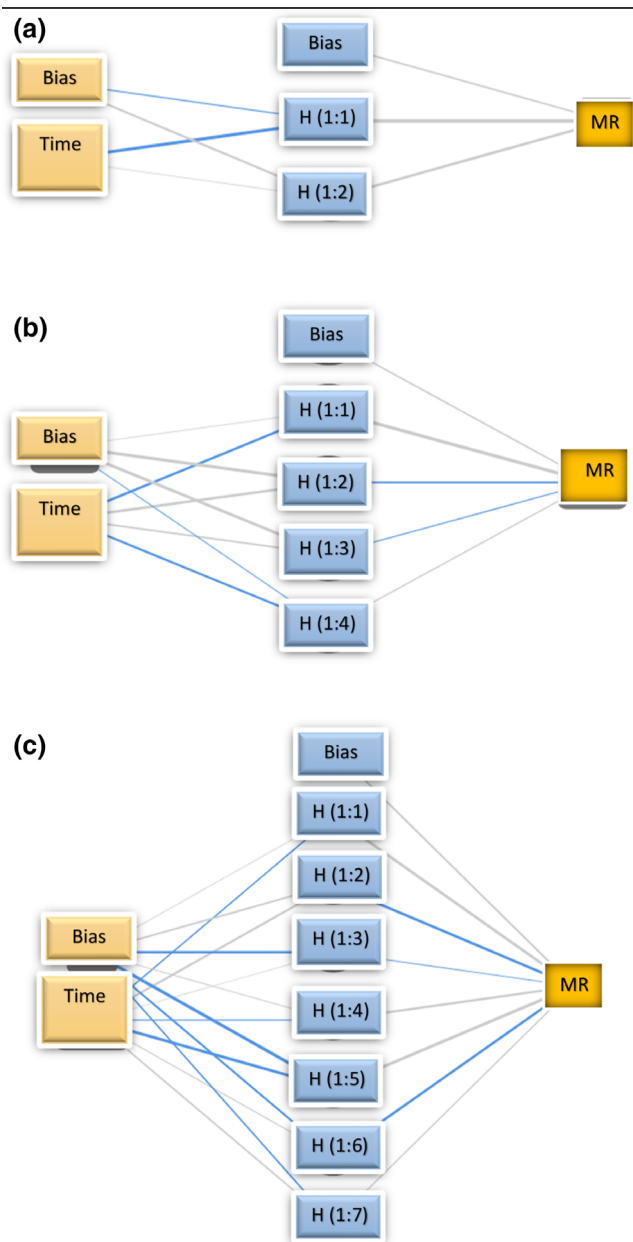 (a)
Bias
Bias
Time
H (1:1)
MR
H (1:2)
(b)
Bias
H (1:1)
Bias
H (1:2)
MR
Time
H (1:3)
H (1:4)
(c)
Bias
H (1:1)
H (1:2)
Bias
H (1:3)
Time
H (1:4)
MR
H (1:5)
H (1:6)
H (1:7)